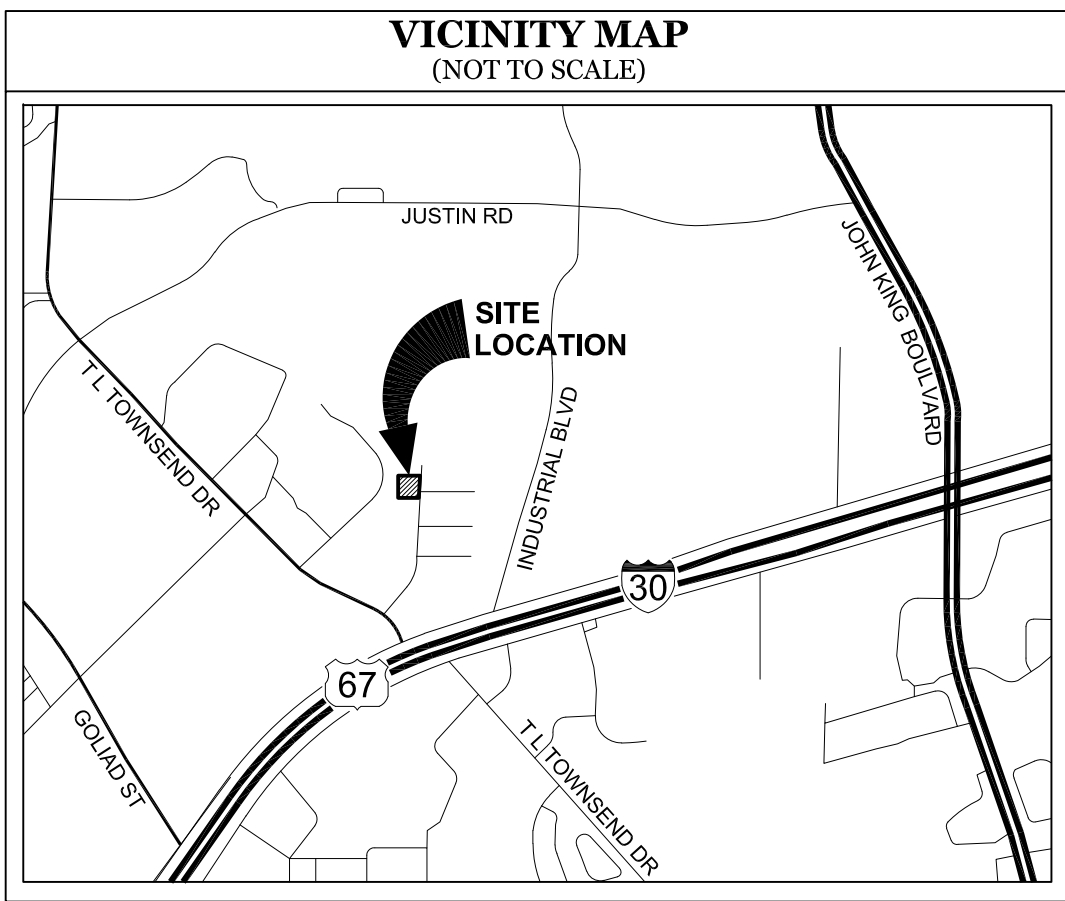 VICINITY MAP
(NOT TO SCALE)
JUSTIN RD
JOHN KING BOULVARD
SITE
LOCATION
T L TOWNSEND DR
INDUSTRIAL BLVD
30
67
GOLIAD ST
T L TOWNSEND DR